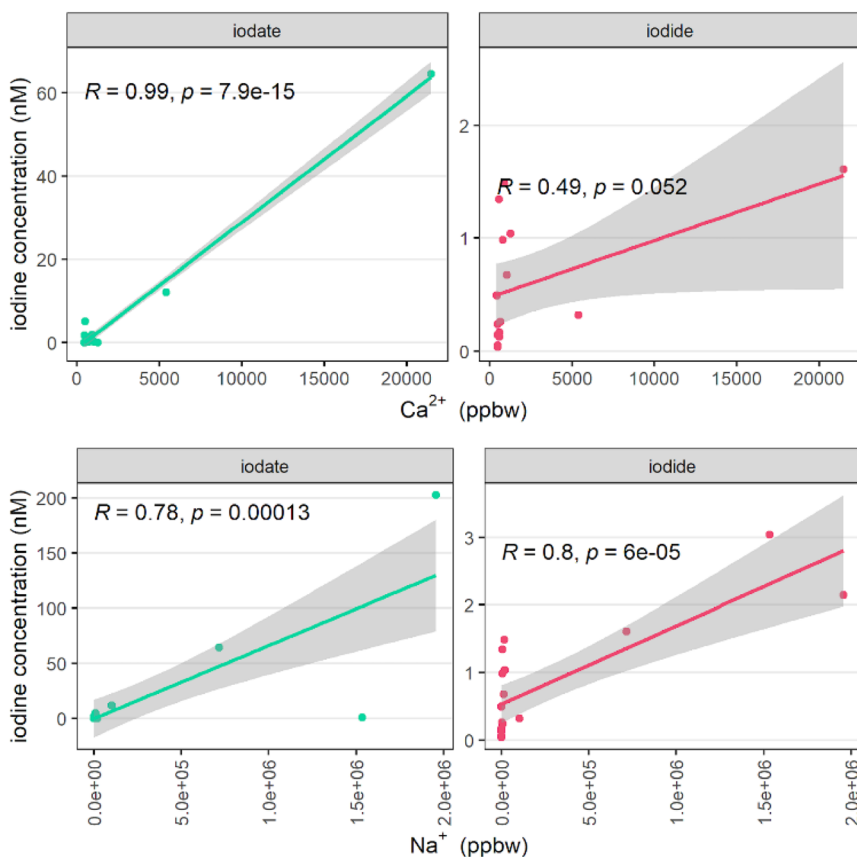 iodate
iodide
iodine concentration (nM)
R = 0.99, p = 7.9e-15
R = 0.49, p = 0.052
60
40
20
0
2
1
0
0
5000
10000
15000
20000
0
5000
10000
15000
20000
Ca²⁺ (ppbw)
iodate
iodide
iodine concentration (nM)
R = 0.78, p = 0.00013
R = 0.8, p = 6e-05
200
150
100
50
0
3
2
1
0
0.0e+00
5.0e+05
1.0e+06
1.5e+06
2.0e+06
0.0e+00
5.0e+05
1.0e+06
1.5e+06
2.0e+06
Na⁺ (ppbw)